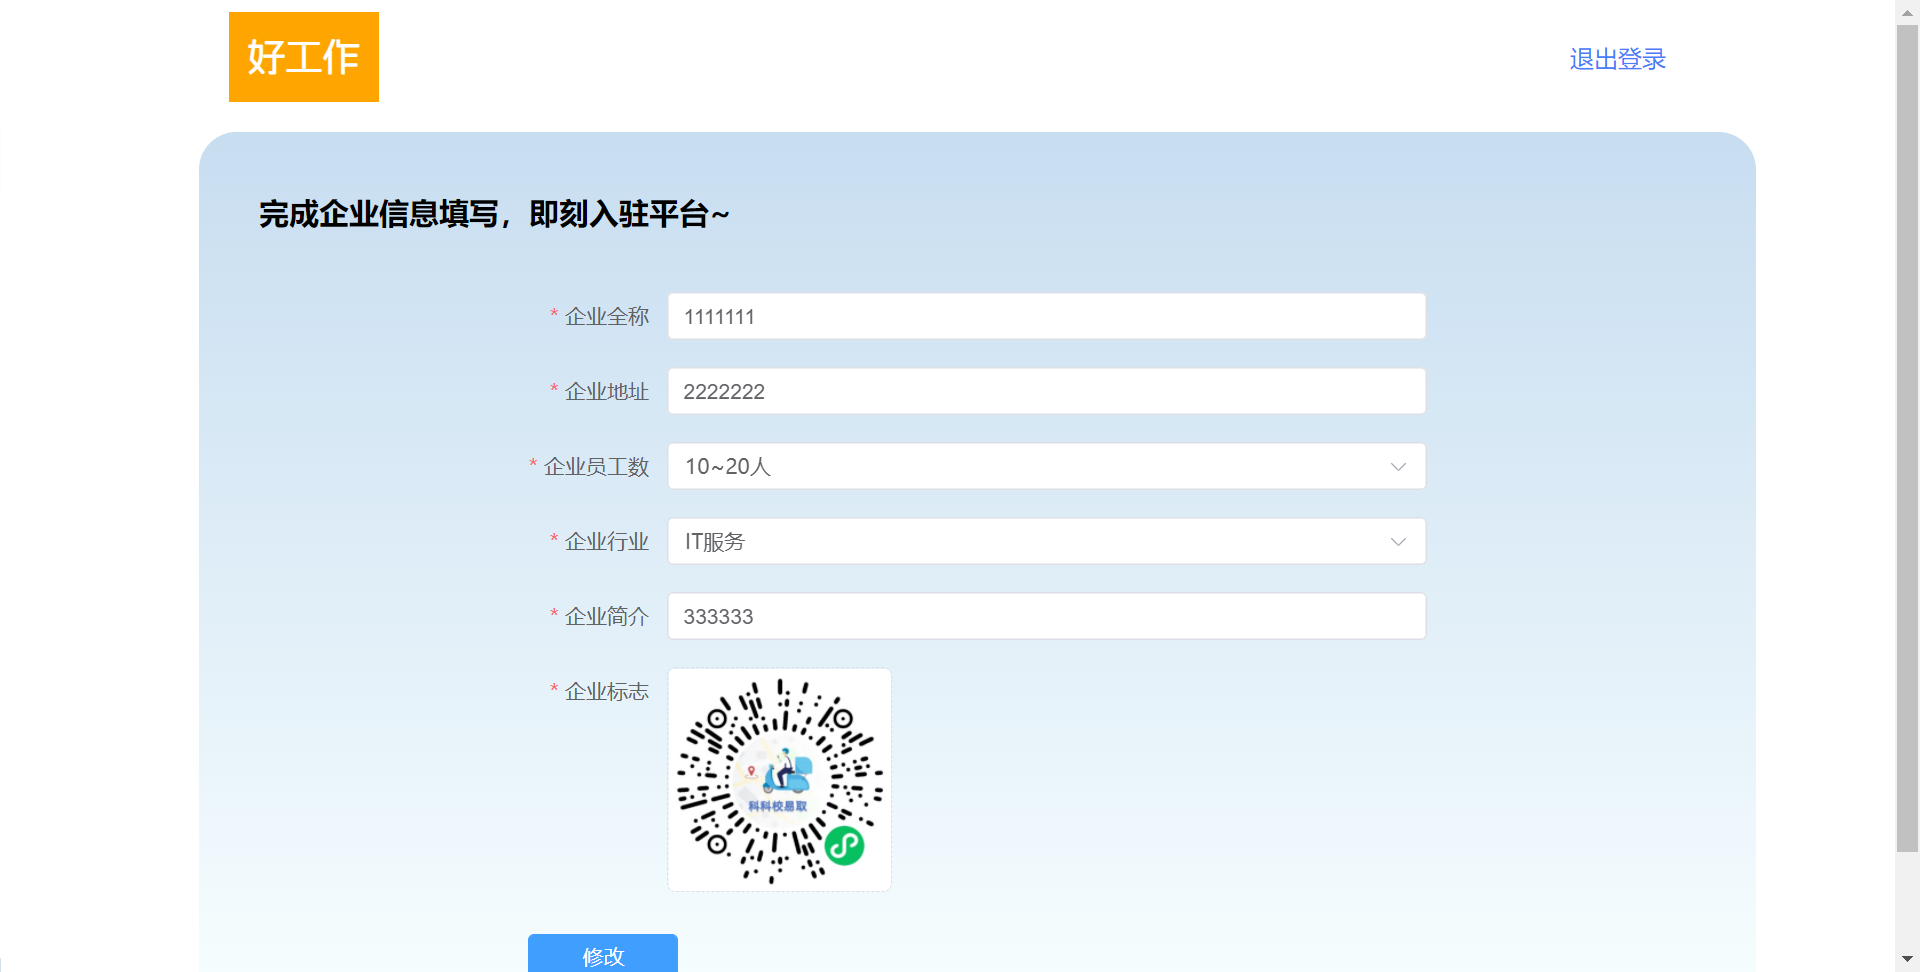 好工作
退出登录
完成企业信息填写，即刻入驻平台~
* 企业全称 1111111
* 企业地址 2222222
* 企业员工数 10~20人
* 企业行业 IT服务
* 企业简介 333333
* 企业标志
科科校易取
修改